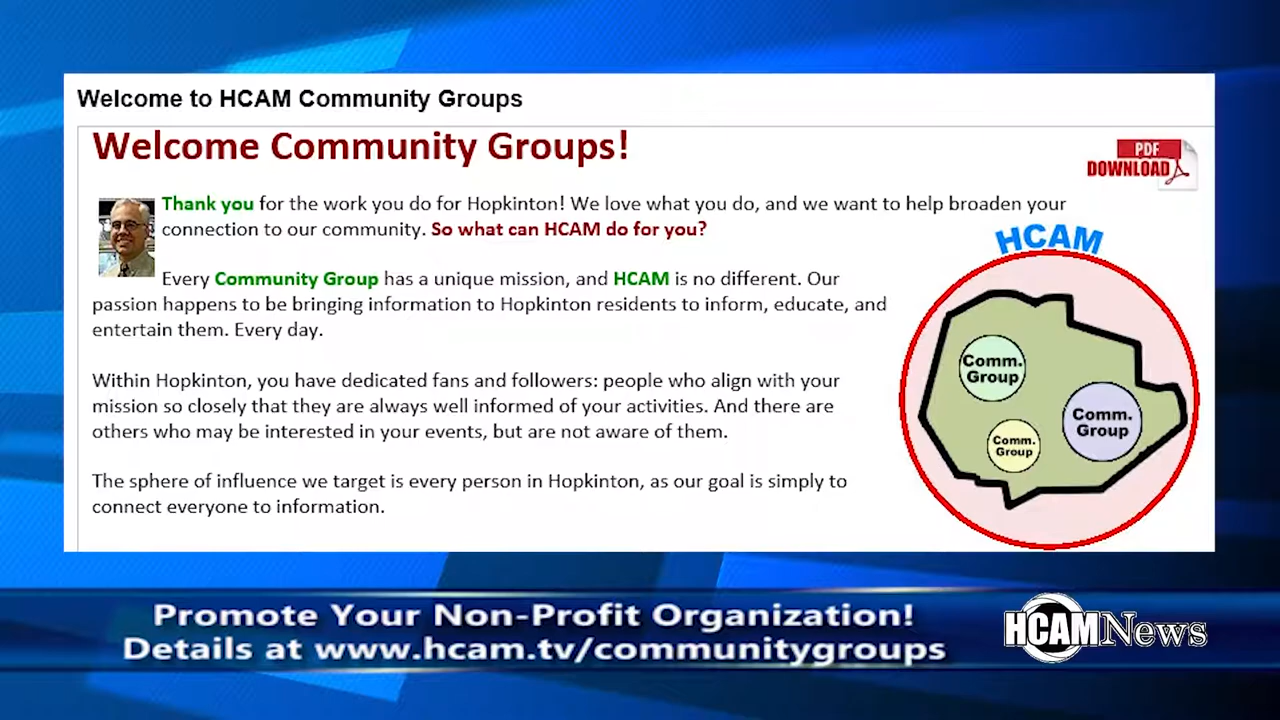 Welcome to HCAM Community Groups
Welcome Community Groups!
PDF
DOWNLOAD
Thank you for the work you do for Hopkinton! We love what you do, and we want to help broaden your
connection to our community. So what can HCAM do for you?
Every Community Group has a unique mission, and HCAM is no different. Our
passion happens to be bringing information to Hopkinton residents to inform, educate, and
entertain them. Every day.
Within Hopkinton, you have dedicated fans and followers: people who align with your
mission so closely that they are always well informed of your activities. And there are
others who may be interested in your events, but are not aware of them.
The sphere of influence we target is every person in Hopkinton, as our goal is simply to
connect everyone to information.
HCAM
Comm.
Group
Comm.
Group
Comm.
Group
Promote Your Non-Profit Organization!
Details at www.hcam.tv/communitygroups
HCAM News